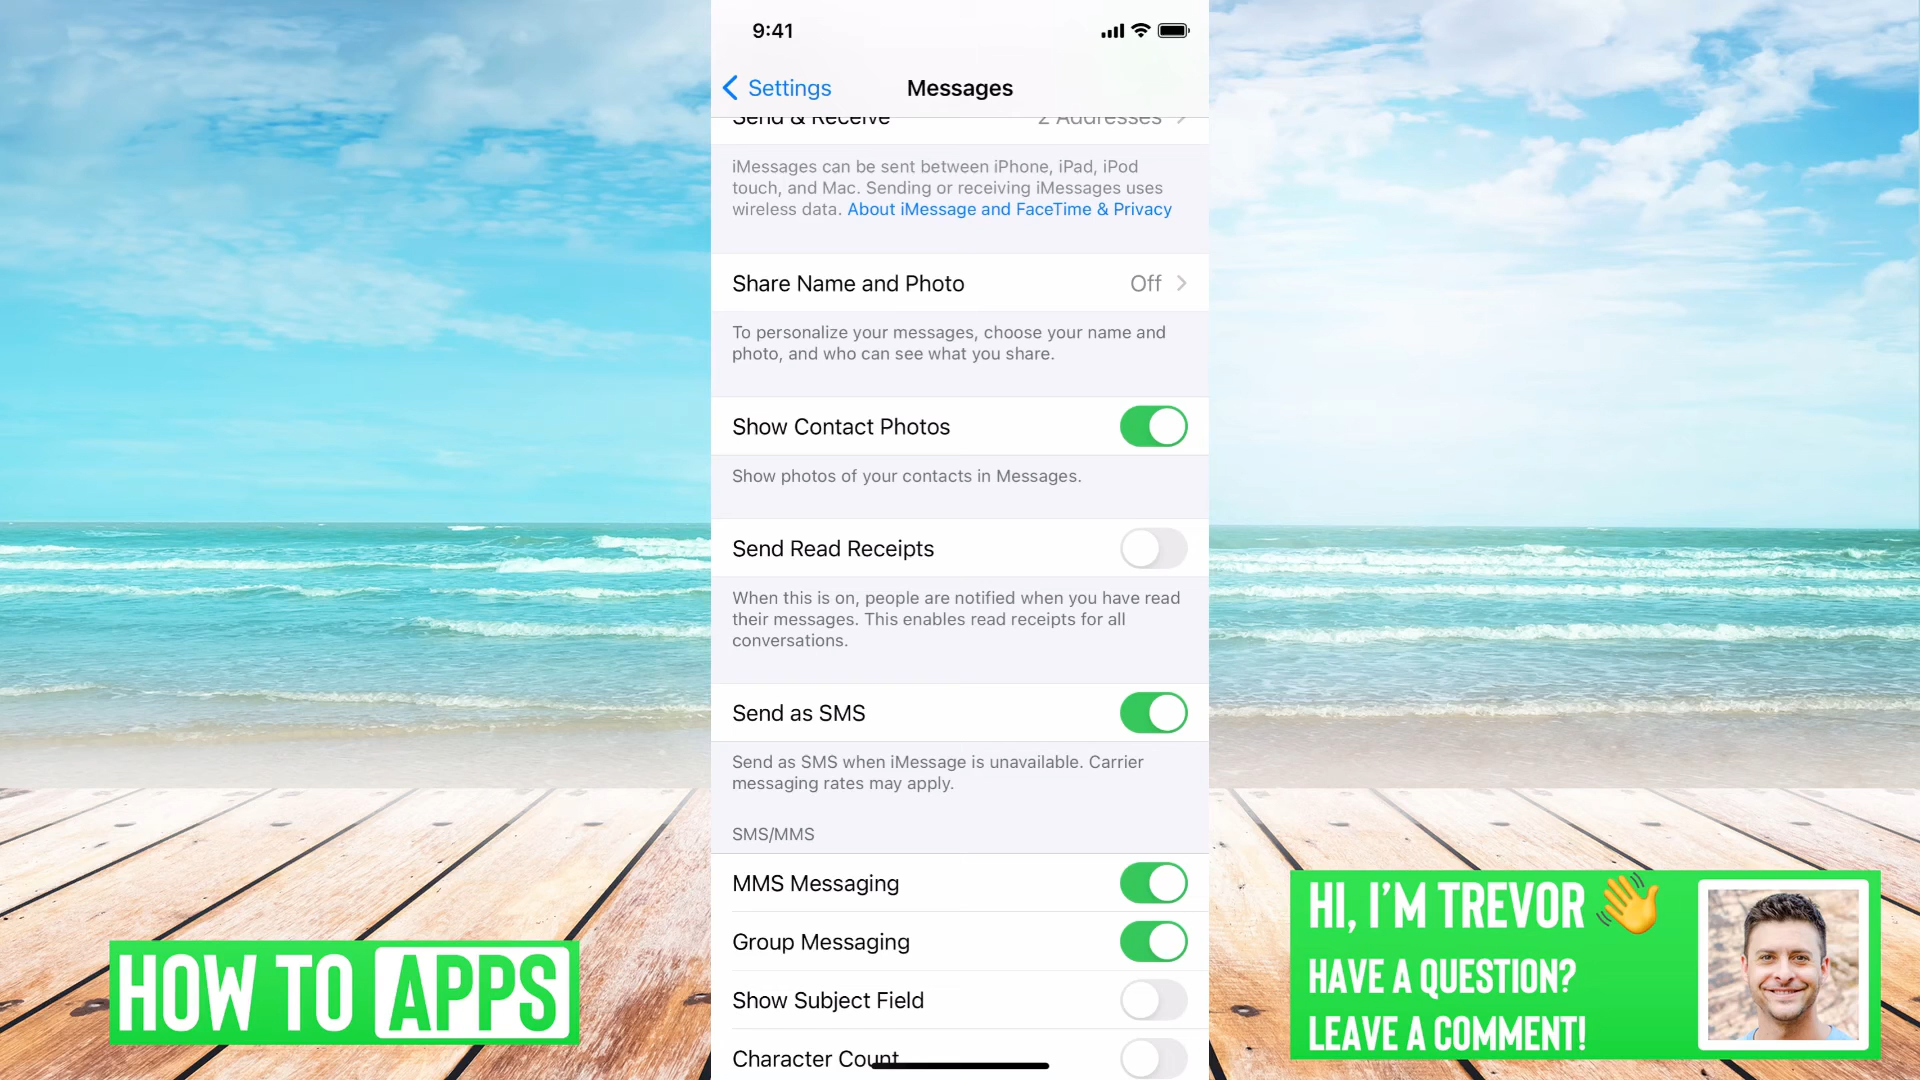 9:41
Settings
Messages
Send & Receive
2 Addresses
iMessages can be sent between iPhone, iPad, iPod
touch, and Mac. Sending or receiving iMessages uses
wireless data. About iMessage and FaceTime & Privacy
Share Name and Photo
Off
To personalize your messages, choose your name and
photo, and who can see what you share.
Show Contact Photos
Show photos of your contacts in Messages.
Send Read Receipts
When this is on, people are notified when you have read
their messages. This enables read receipts for all
conversations.
Send as SMS
Send as SMS when iMessage is unavailable. Carrier
messaging rates may apply.
SMS/MMS
MMS Messaging
Group Messaging
Show Subject Field
Character Count
HOW TO APPS
HI, I'M TREVOR
HAVE A QUESTION?
LEAVE A COMMENT!